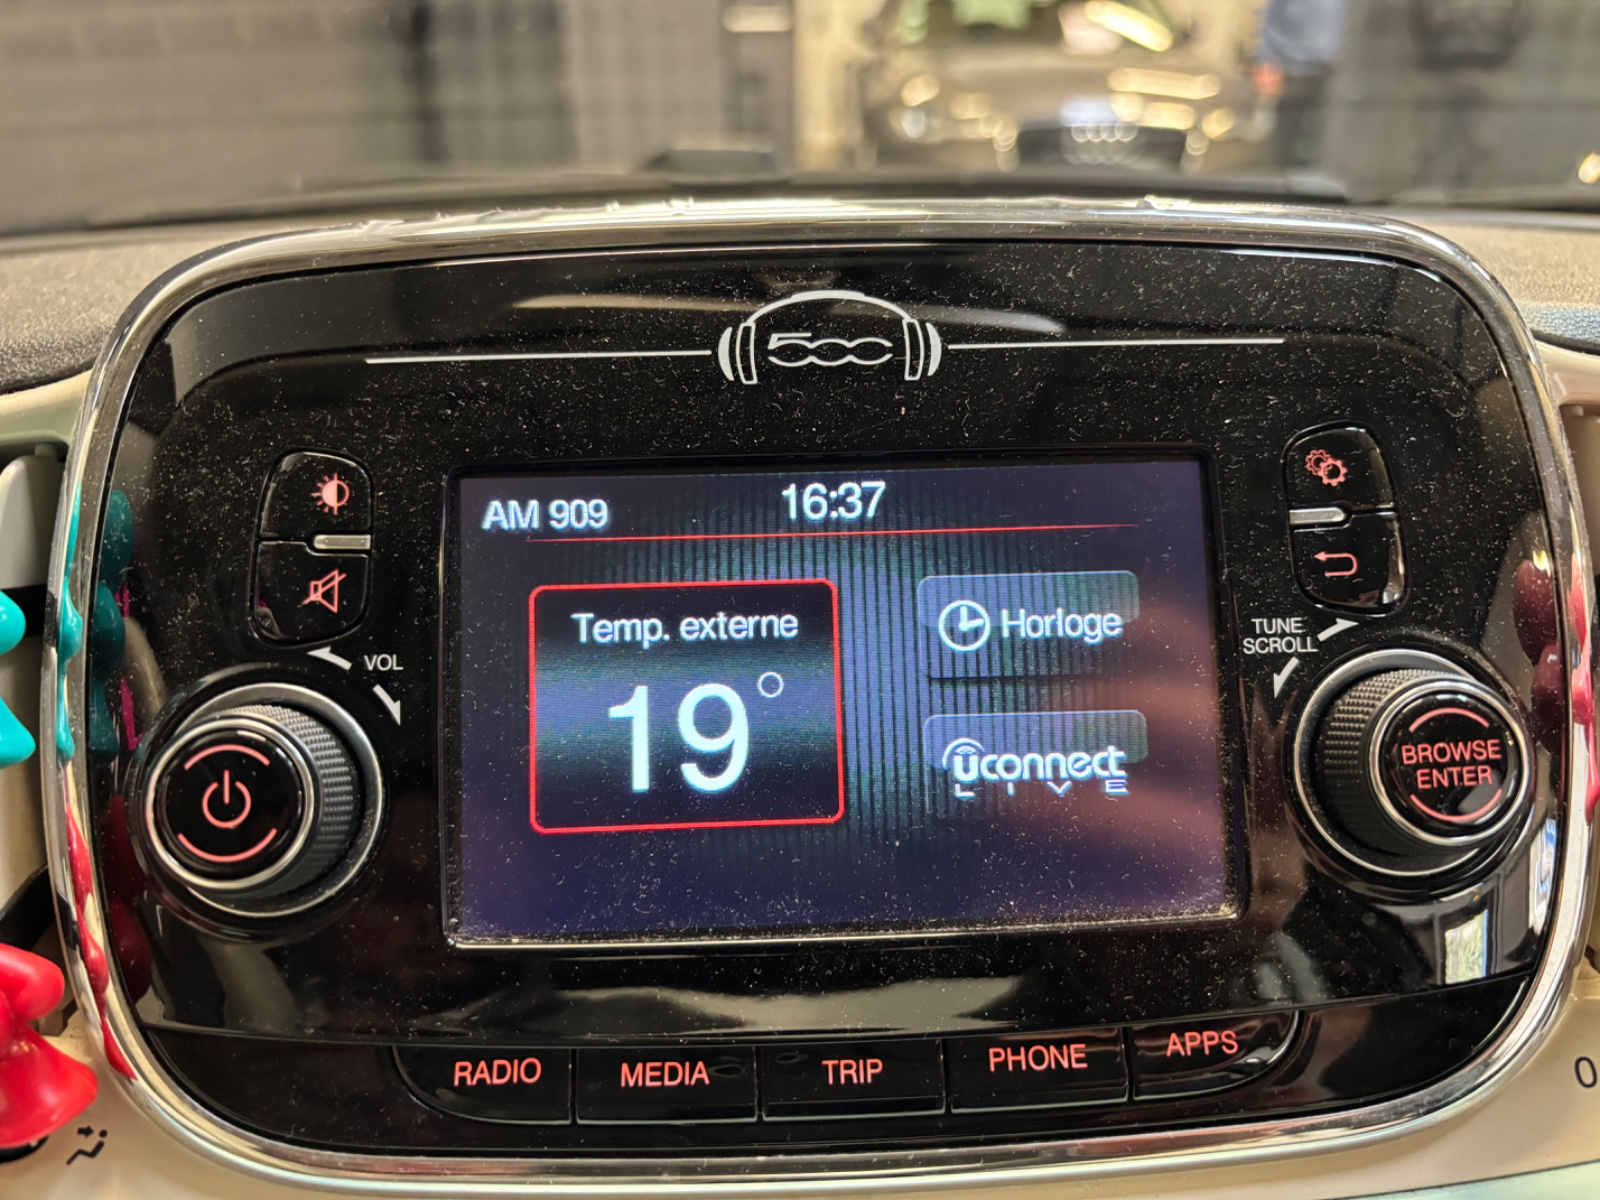 500
AM 909
16:37
Temp. externe
19°
Horloge
uconnect
LIVE
VOL
TUNE
SCROLL
BROWSE
ENTER
RADIO
MEDIA
TRIP
PHONE
APPS
0